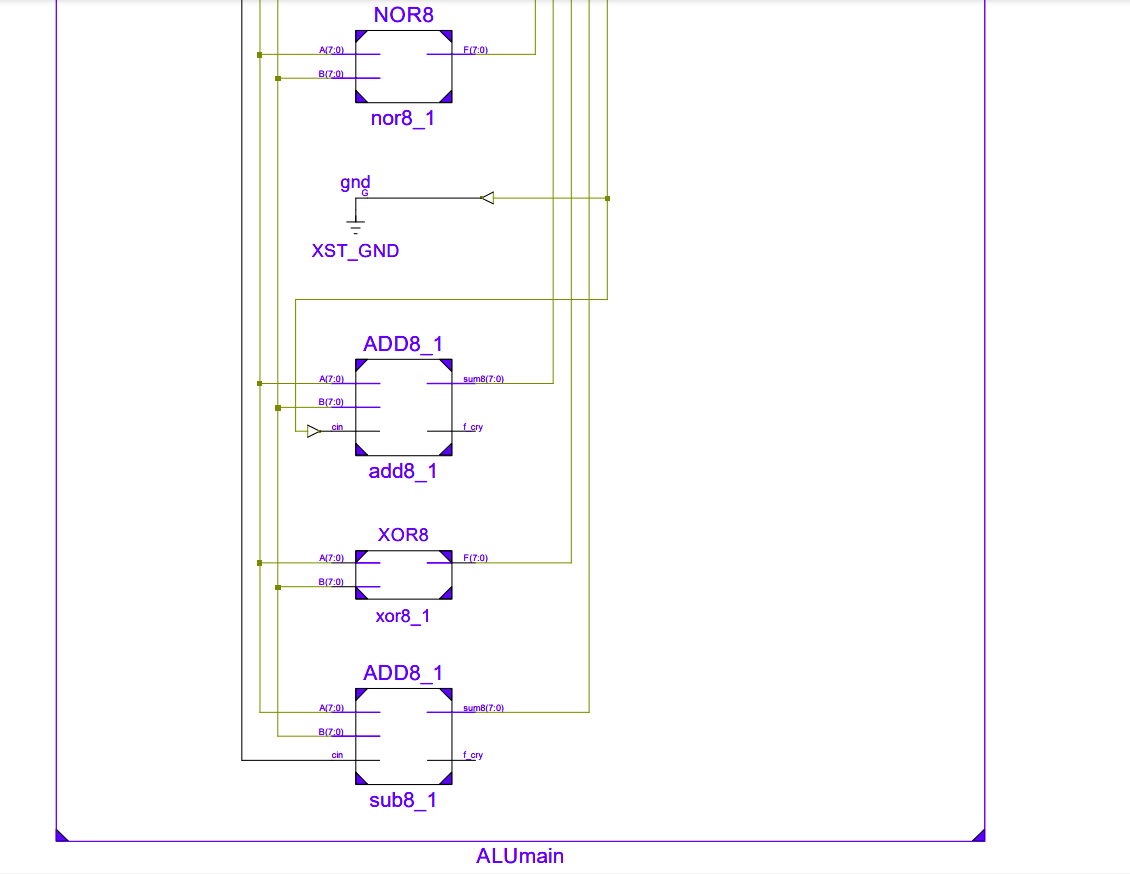 NOR8
A(7:0)
F(7:0)
B(7:0)
nor8_1
gnd
G
XST_GND
ADD8_1
A(7:0)
sum8(7:0)
B(7:0)
cin
f_cry
add8_1
XOR8
A(7:0)
F(7:0)
B(7:0)
xor8_1
ADD8_1
A(7:0)
sum8(7:0)
B(7:0)
cin
f_cry
sub8_1
ALUmain